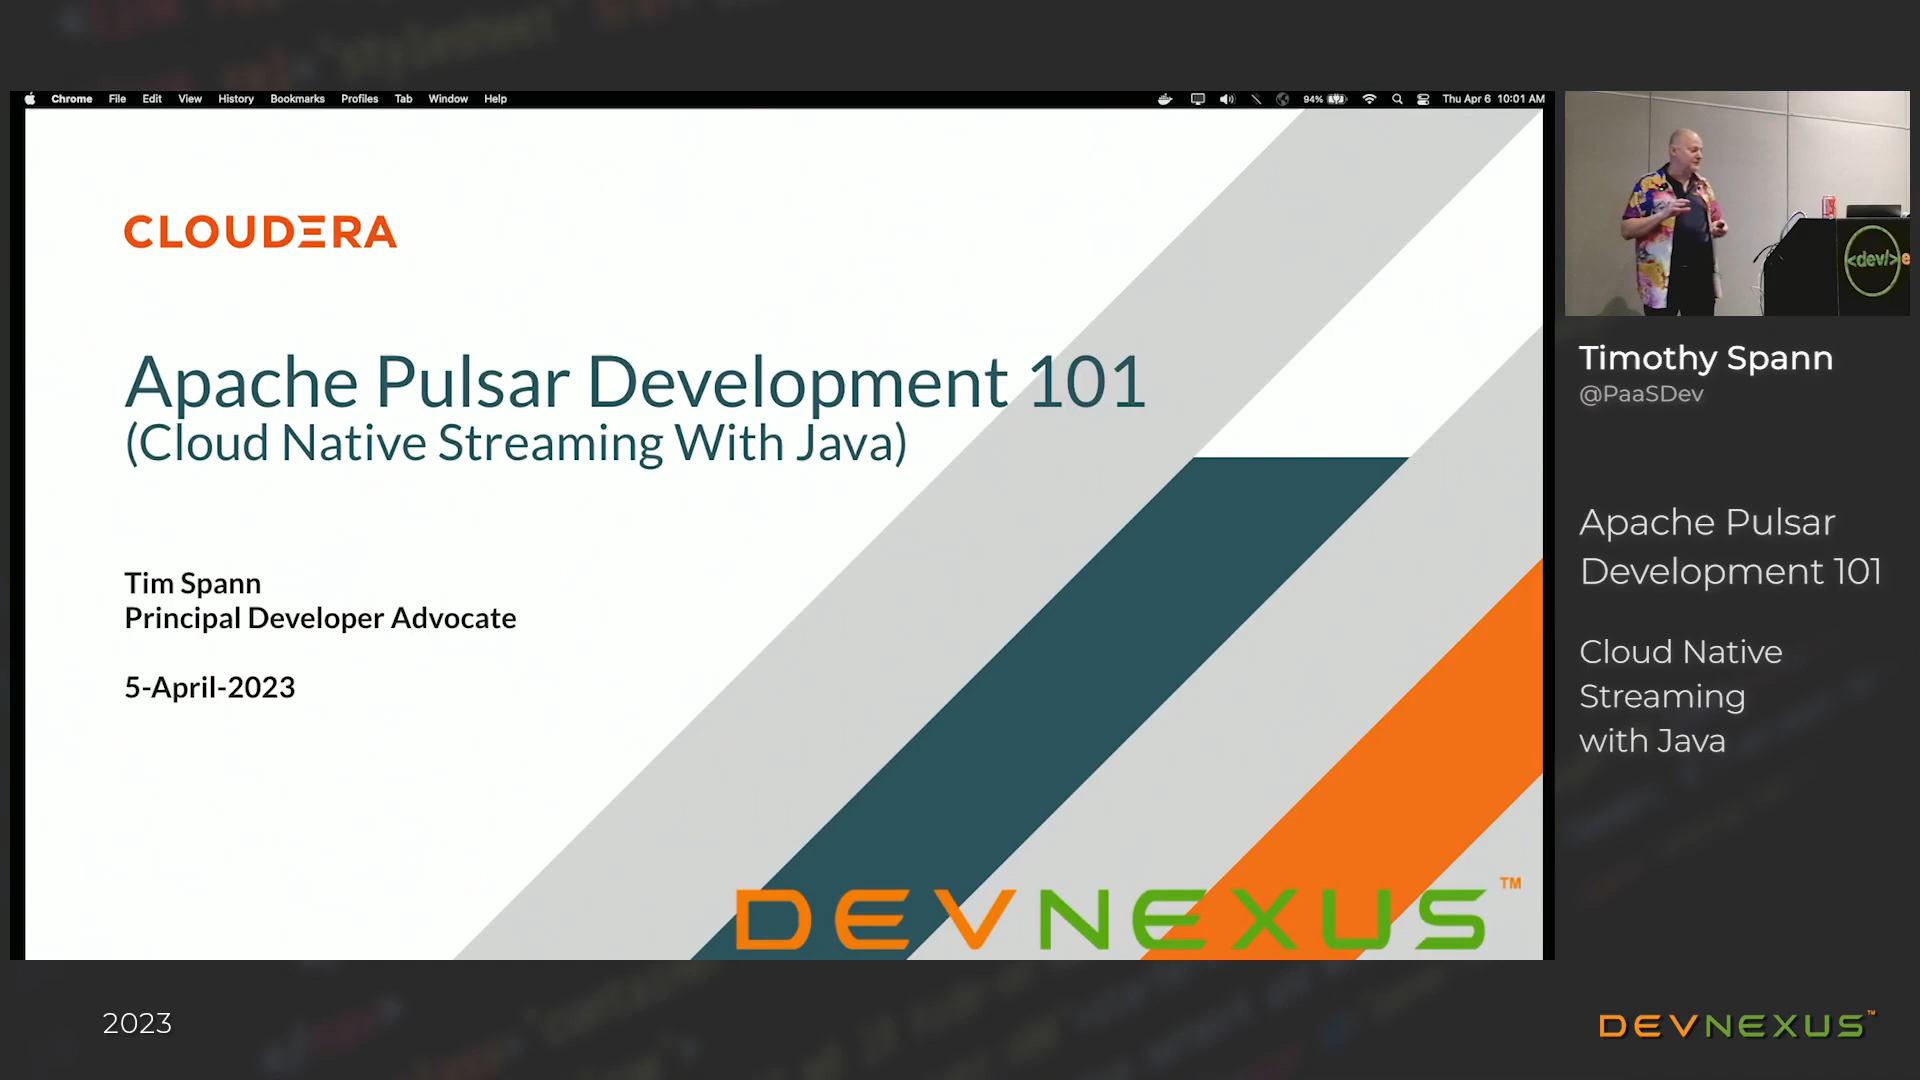 Chrome File Edit View History Bookmarks Profiles Tab Window Help
94% Thu Apr 6 10:01 AM
CLOUDERA
Apache Pulsar Development 101
(Cloud Native Streaming With Java)
Tim Spann
Principal Developer Advocate
5-April-2023
DEVNEXUS™
<dev/>e
Timothy Spann
@PaaSDev
Apache Pulsar
Development 101
Cloud Native
Streaming
with Java
2023
DEVNEXUS™